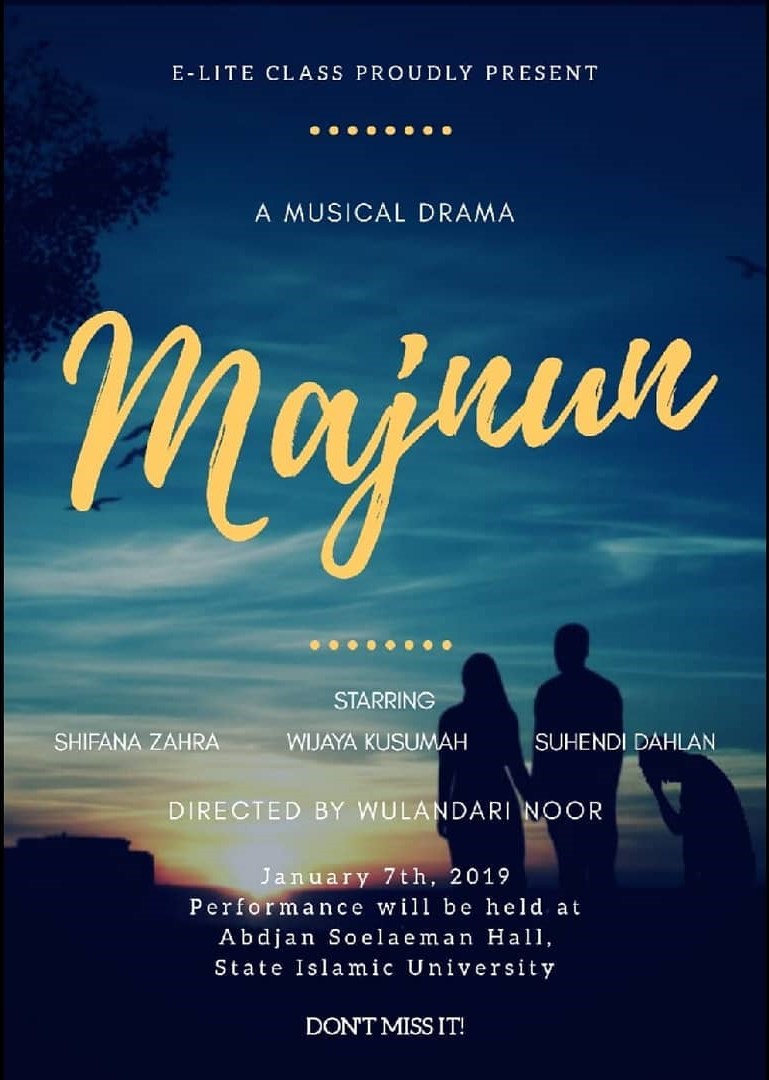 E-LITE CLASS PROUDLY PRESENT
A MUSICAL DRAMA
Majnun
STARRING
SHIFANA ZAHRA WIJAYA KUSUMAH SUHENDI DAHLAN
DIRECTED BY WULANDARI NOOR
January 7th, 2019
Performance will be held at
Abdjan Soelaeman Hall,
State Islamic University
DON'T MISS IT!